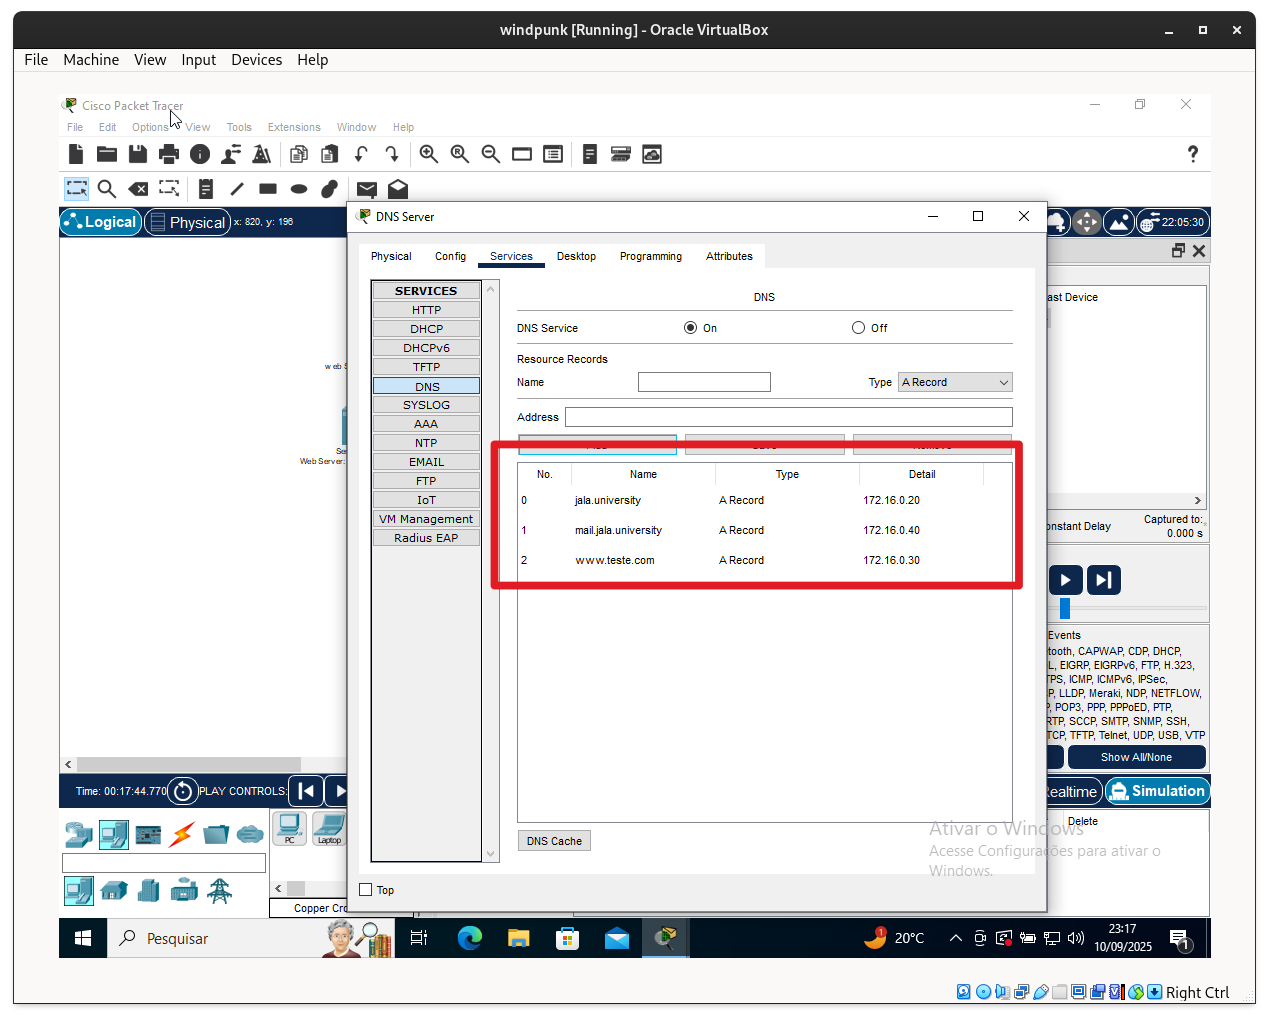 windpunk [Running] - Oracle VirtualBox
File Machine View Input Devices Help
Cisco Packet Tracer
File Edit Options View Tools Extensions Window Help
?
Logical Physical x: 820, y: 196
22:05:30
DNS Server
Physical Config Services Desktop Programming Attributes
SERVICES
HTTP
DHCP
DHCPv6
TFTP
DNS
SYSLOG
AAA
NTP
EMAIL
FTP
IoT
VM Management
Radius EAP
DNS
DNS Service On Off
Resource Records
Name Type A Record
Address
No. Name Type Detail
0 jala.university A Record 172.16.0.20
1 mail.jala.university A Record 172.16.0.40
2 www.teste.com A Record 172.16.0.30
DNS Cache
Top
web S
Se
Web Server:
ast Device
onstant Delay Captured to:
0.000 s
Events
tooth, CAPWAP, CDP, DHCP,
L, EIGRP, EIGRPv6, FTP, H.323,
TPS, ICMP, ICMPv6, IPSec,
P, LLDP, Meraki, NDP, NETFLOW,
P, POP3, PPP, PPPoED, PTP,
RTP, SCCP, SMTP, SNMP, SSH,
TCP, TFTP, Telnet, UDP, USB, VTP
Show All/None
Time: 00:17:44.770 PLAY CONTROLS:
Realtime Simulation
PC Laptop
Delete
Copper Cro
Ativar o Windows
Acesse Configurações para ativar o
Windows.
Pesquisar
1 20°C
23:17
10/09/2025
1
Right Ctrl